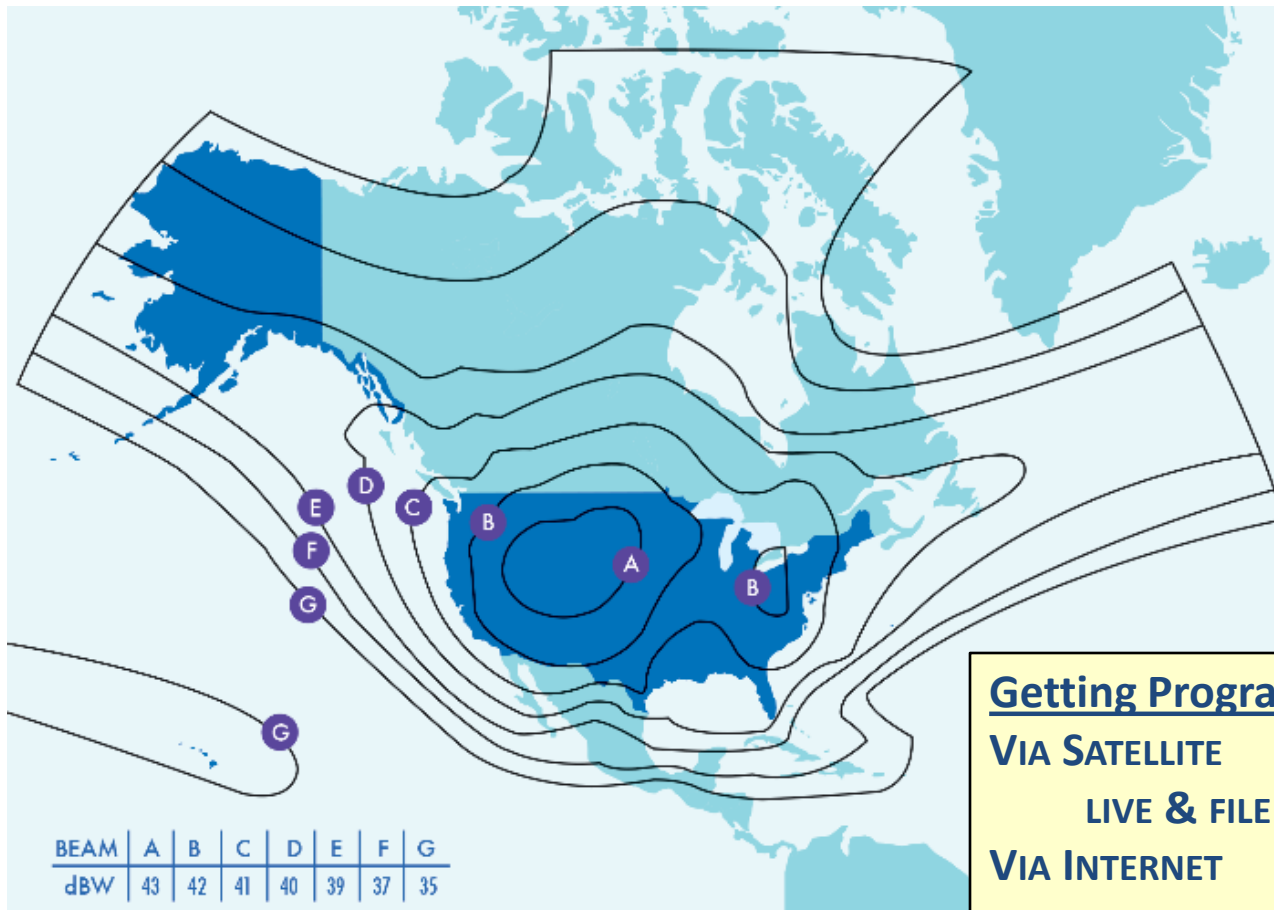 D
E
C
B
F
A
B
G
G
BEAM A B C D E F G
dBW 43 42 41 40 39 37 35
Getting Progra
VIA SATELLITE
LIVE & FILE
VIA INTERNET